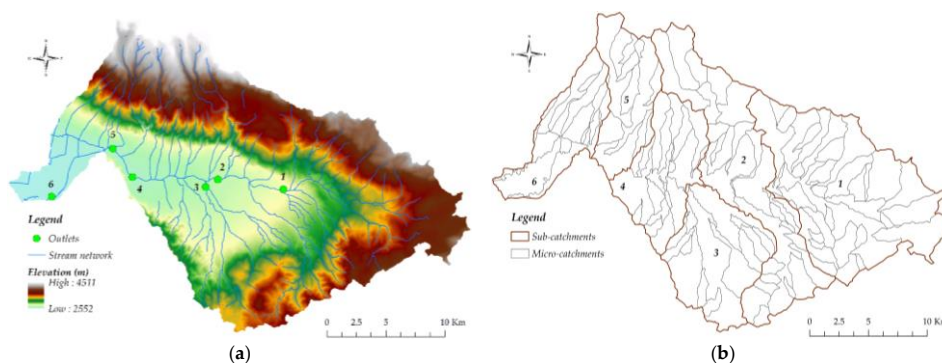 5
2
1
4
3
6
Legend
Outlets
Stream network
Elevation (m)
High : 4511
Low : 2552
0 2.5 5 10 Km
(a)
5
2
1
6
4
3
Legend
Sub-catchments
Micro-catchments
0 2.5 5 10 Km
(b)